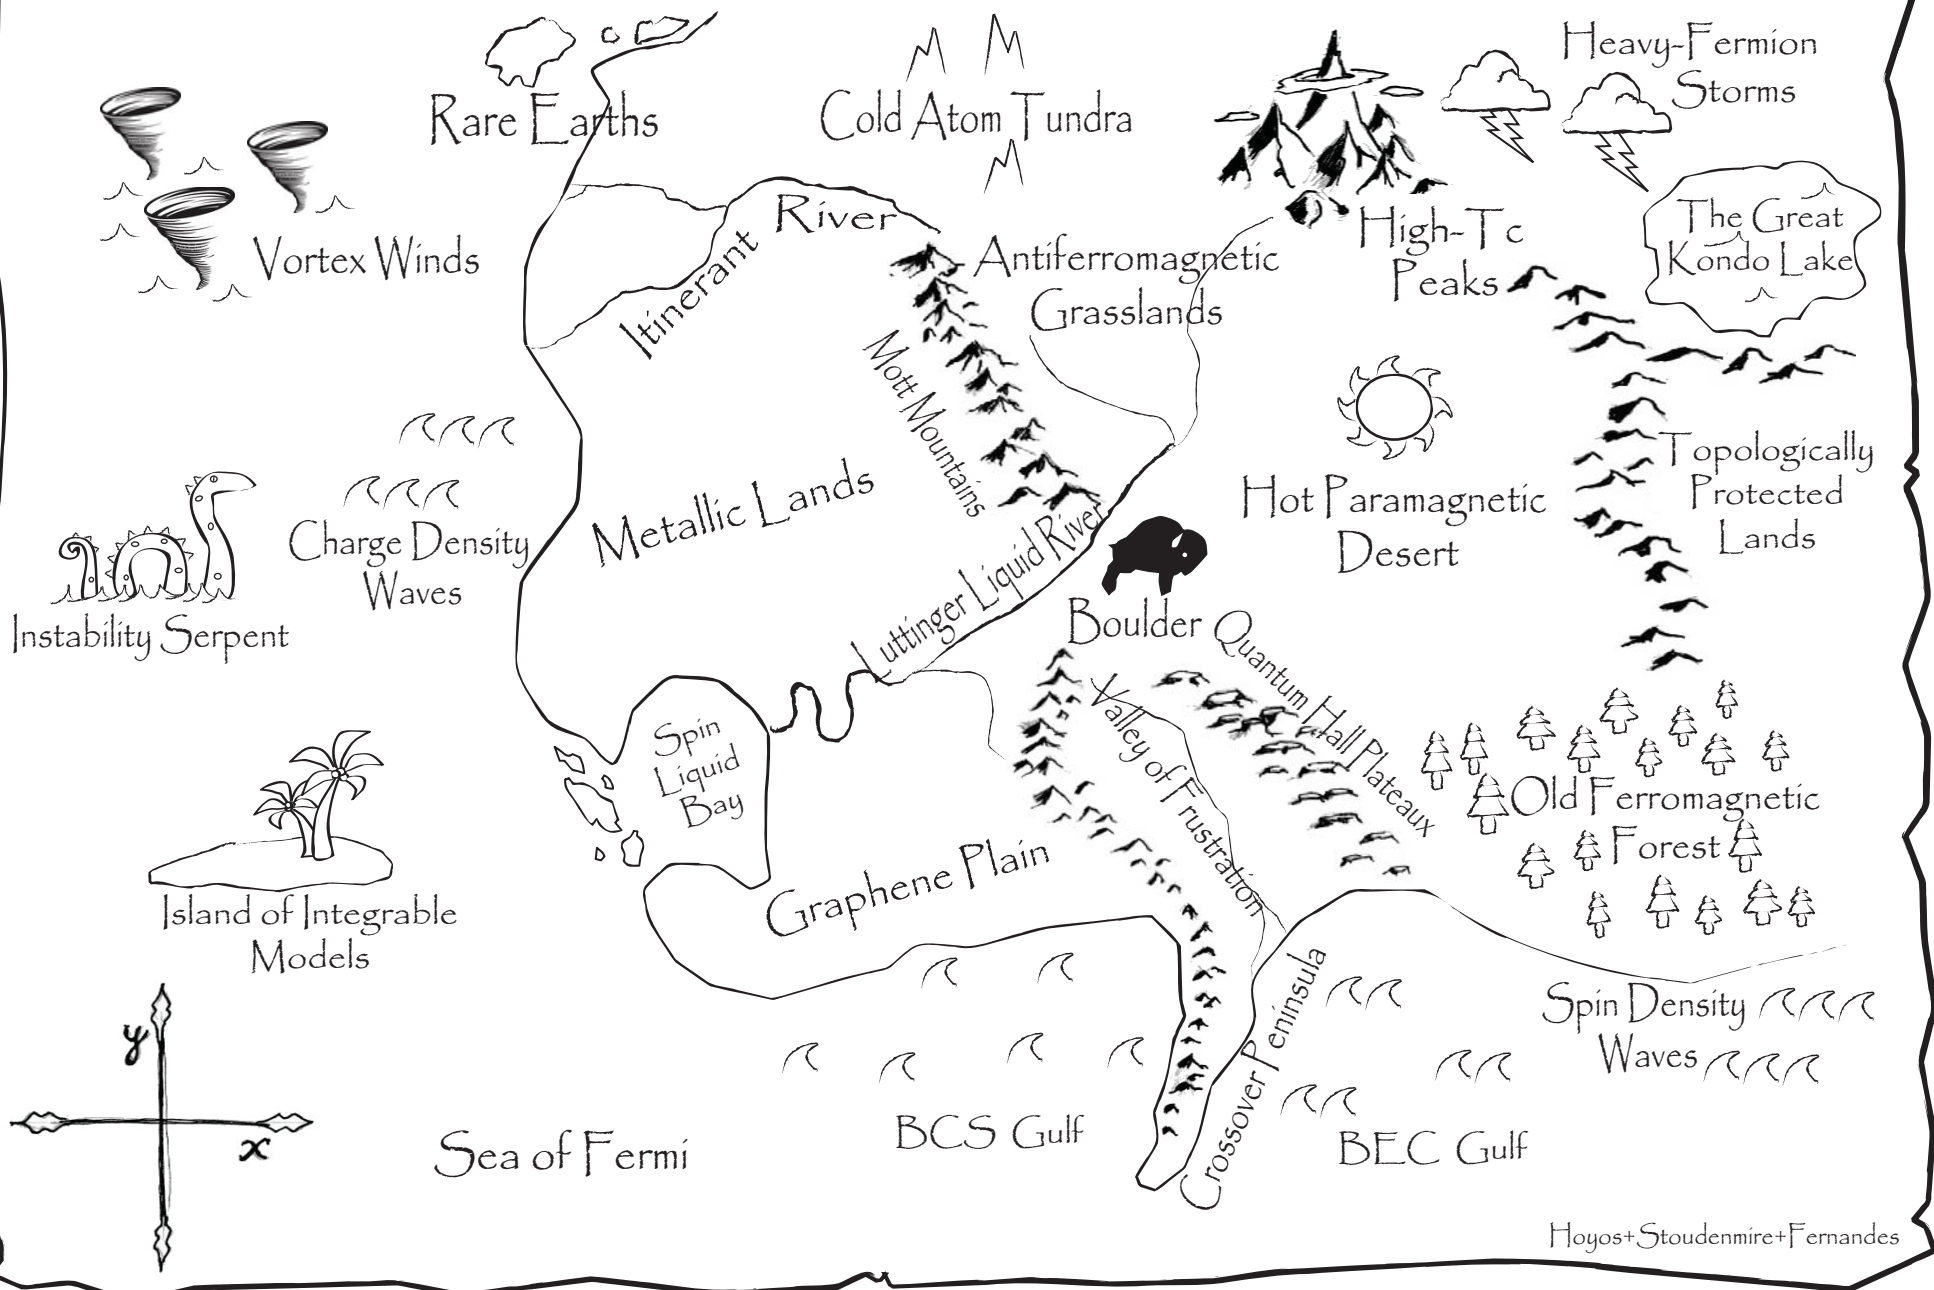 Heavy-Fermion
Storms
Rare Earths
Cold Atom Tundra
River
Itinerant
Vortex Winds
Antiferromagnetic
Grasslands
High-Tc
Peaks
The Great
Kondo Lake
Mott Mountains
Metallic Lands
Charge Density
Waves
Instability Serpent
Luttinger Liquid River
Hot Paramagnetic
Desert
Topologically
Protected
Lands
Boulder
Quantum Hall Plateaux
Valley of Frustration
Spin
Liquid
Bay
Old Ferromagnetic
Forest
Graphene Plain
Island of Integrable
Models
Crossover Peninsula
Spin Density
Waves
y
x
Sea of Fermi
BCS Gulf
BEC Gulf
Hoyos+Stoudenmire+Fernandes